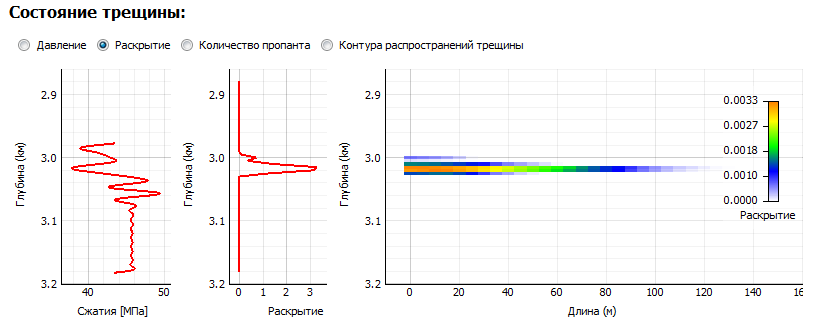 Состояние трещины:
Давление Раскрытие Количество пропанта Контура распространений трещины
Глубина (км)
2.9
3.0
3.1
3.2
40 50
Сжатия [МПа]
Глубина (км)
2.9
3.0
3.1
3.2
0 1 2 3
Раскрытие
Глубина (км)
2.9
3.0
3.1
3.2
0 20 40 60 80 100 120 140 16
Длина (м)
0.0033
0.0027
0.0018
0.0010
0.0000
Раскрытие